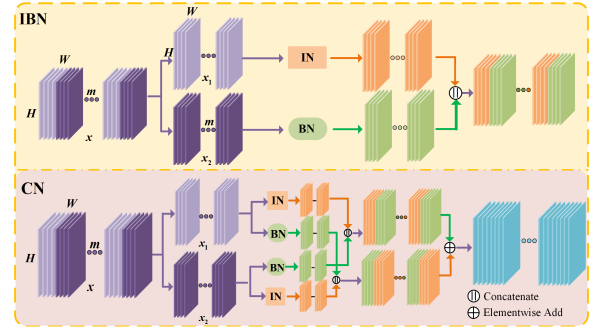 IBN
W
H
m
x
W
H
x1
m
x2
IN
BN
CN
W
H
m
x
x1
x2
IN
BN
BN
IN
Concatenate
Elementwise Add